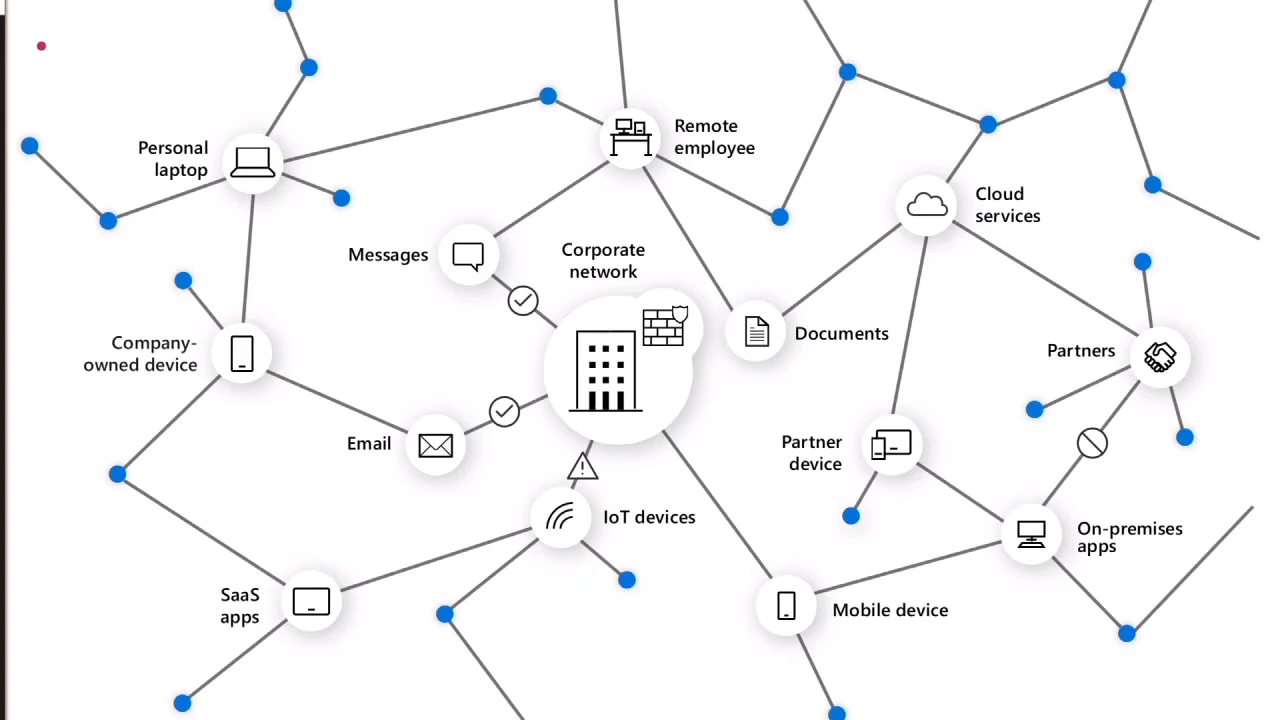 Remote
employee
Personal
laptop
Cloud
services
Messages
Corporate
network
Documents
Company-
owned device
Partners
Email
Partner
device
IoT devices
On-premises
apps
SaaS
apps
Mobile device